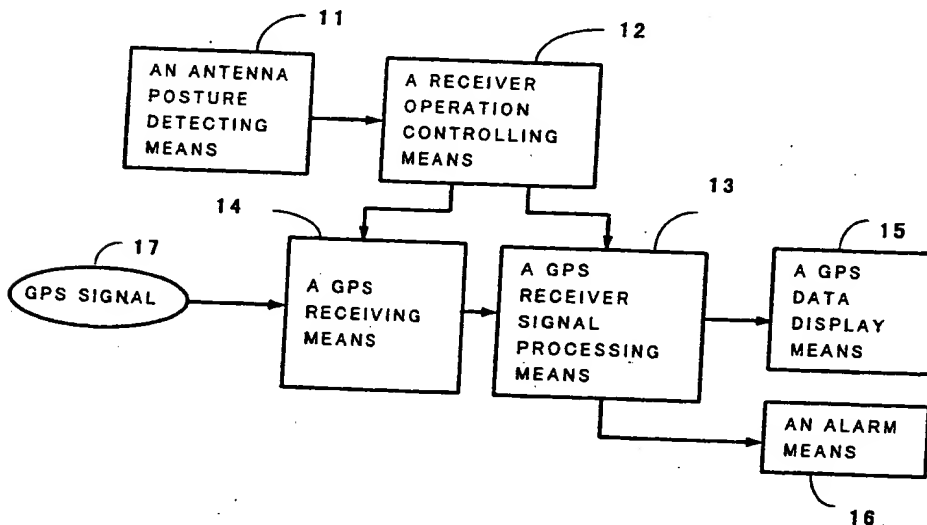 11
AN ANTENNA
POSTURE
DETECTING
MEANS
12
A RECEIVER
OPERATION
CONTROLLING
MEANS
17
GPS SIGNAL
14
A GPS
RECEIVING
MEANS
13
A GPS
RECEIVER
SIGNAL
PROCESSING
MEANS
15
A GPS
DATA
DISPLAY
MEANS
AN ALARM
MEANS
16